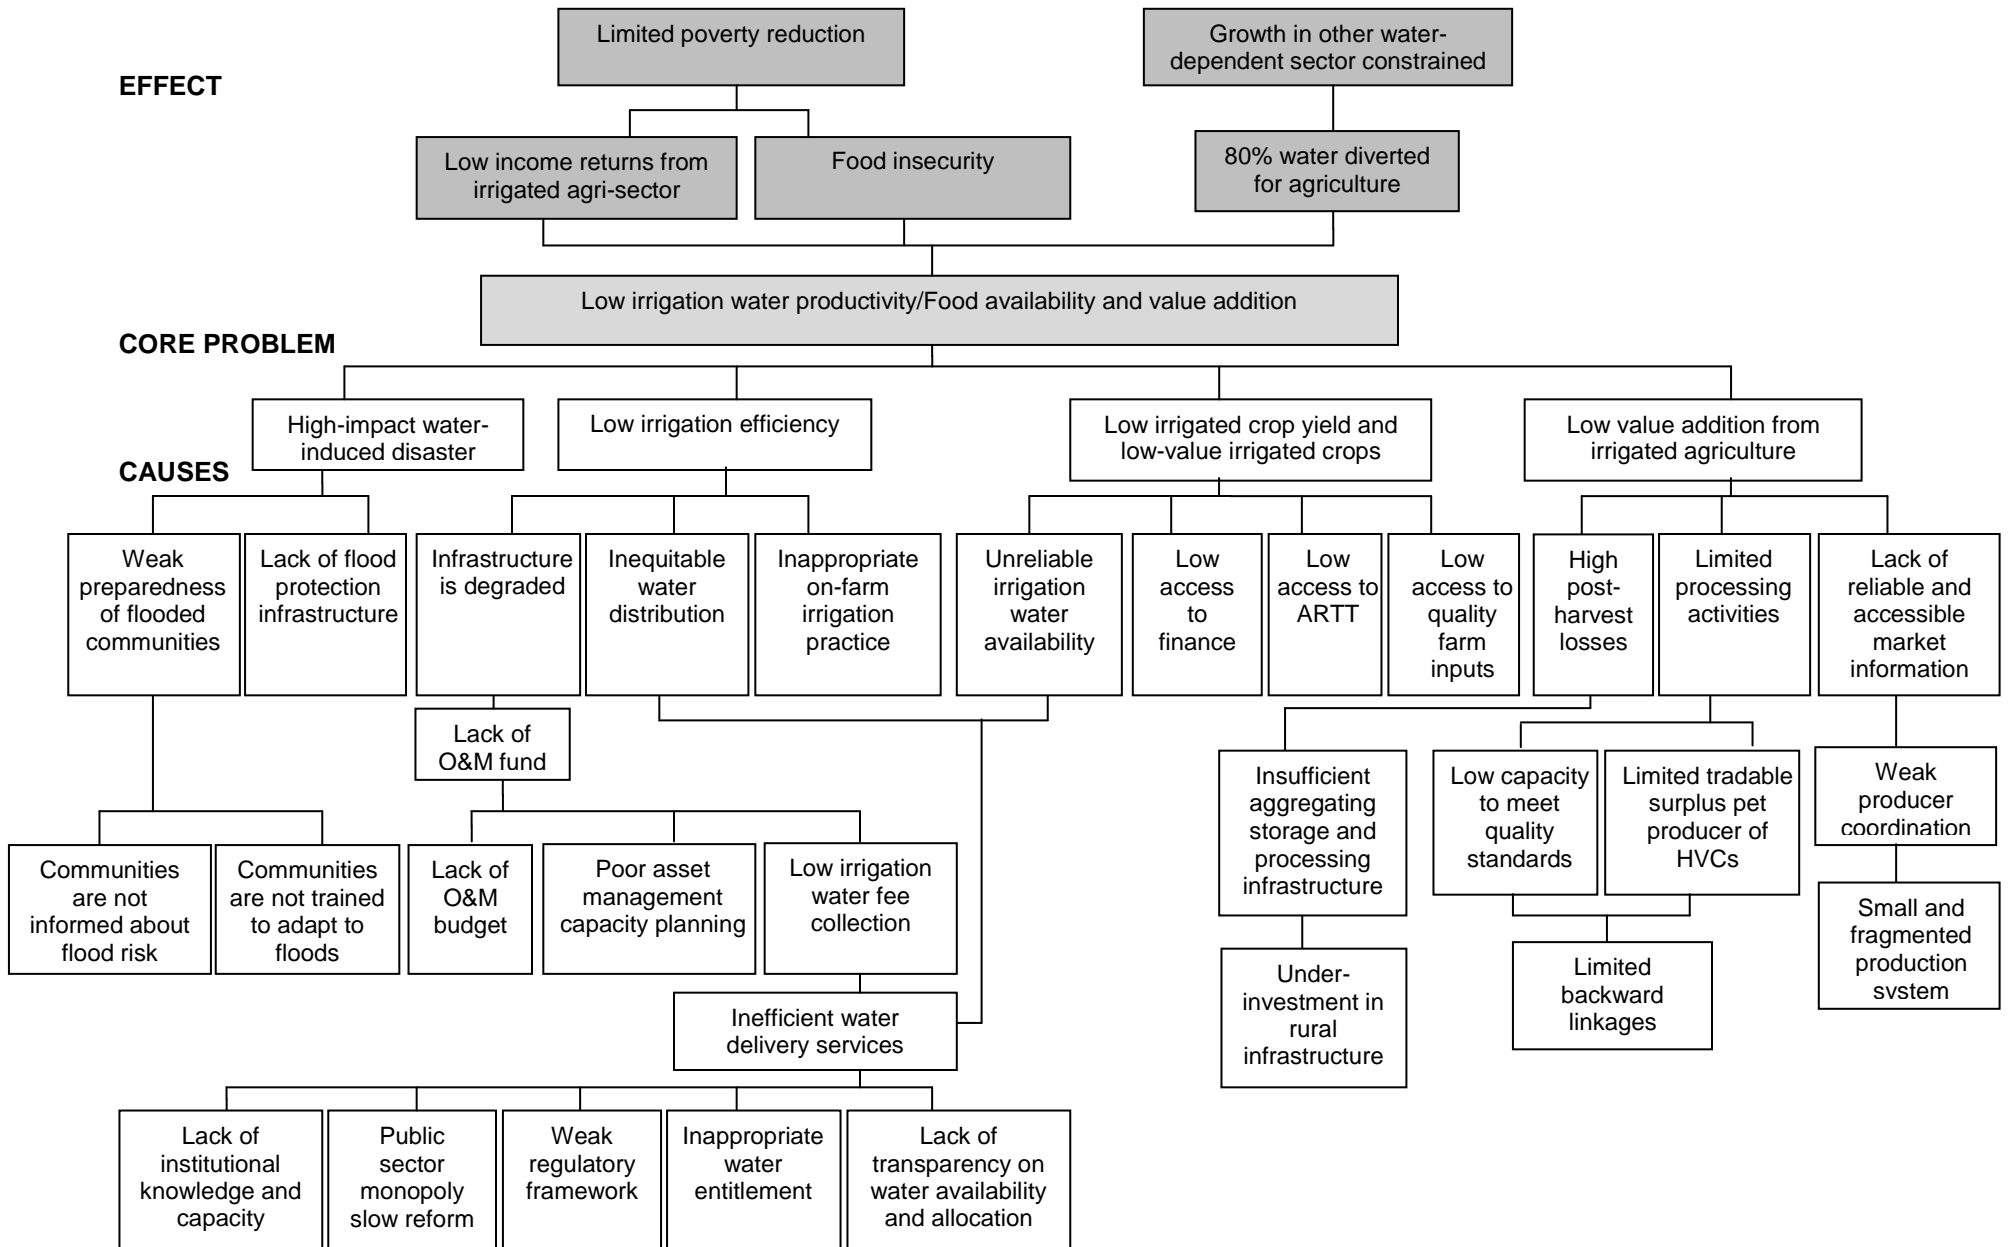 Limited poverty reduction
Growth in other water-
dependent sector constrained
EFFECT
Low income returns from
irrigated agri-sector
Food insecurity
80% water diverted
for agriculture
Low irrigation water productivity/Food availability and value addition
CORE PROBLEM
High-impact water-
induced disaster
Low irrigation efficiency
Low irrigated crop yield and
low-value irrigated crops
Low value addition from
irrigated agriculture
CAUSES
Weak
preparedness
of flooded
communities
Lack of flood
protection
infrastructure
Infrastructure
is degraded
Inequitable
water
distribution
Inappropriate
on-farm
irrigation
practice
Unreliable
irrigation
water
availability
Low
access
to
finance
Low
access to
ARTT
Low
access to
quality
farm
inputs
High
post-
harvest
losses
Limited
processing
activities
Lack of
reliable and
accessible
market
information
Lack of
O&M fund
Insufficient
aggregating
storage and
processing
infrastructure
Low capacity
to meet
quality
standards
Limited tradable
surplus pet
producer of
HVCs
Weak
producer
coordination
Communities
are not
informed about
flood risk
Communities
are not trained
to adapt to
floods
Lack of
O&M
budget
Poor asset
management
capacity planning
Low irrigation
water fee
collection
Small and
fragmented
production
system
Under-
investment in
rural
infrastructure
Limited
backward
linkages
Inefficient water
delivery services
Lack of
institutional
knowledge and
capacity
Public
sector
monopoly
slow reform
Weak
regulatory
framework
Inappropriate
water
entitlement
Lack of
transparency on
water availability
and allocation